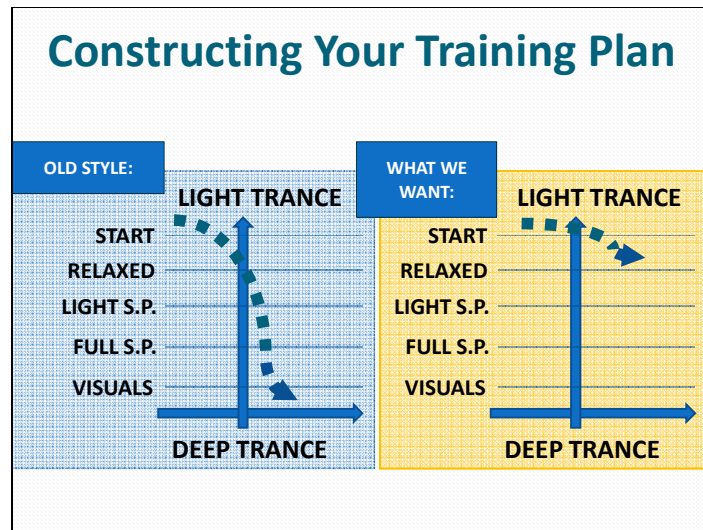 Constructing Your Training Plan
OLD STYLE:
LIGHT TRANCE
START
RELAXED
LIGHT S.P.
FULL S.P.
VISUALS
DEEP TRANCE
WHAT WE
WANT:
LIGHT TRANCE
START
RELAXED
LIGHT S.P.
FULL S.P.
VISUALS
DEEP TRANCE